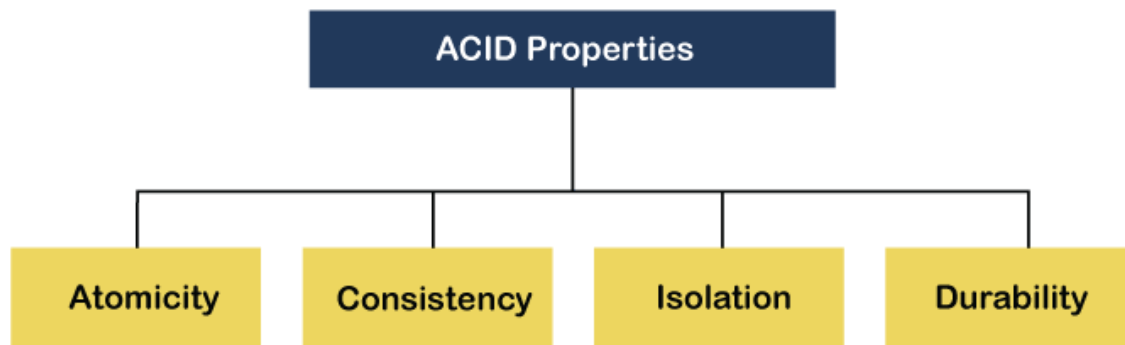 ACID Properties
Atomicity
Consistency
Isolation
Durability